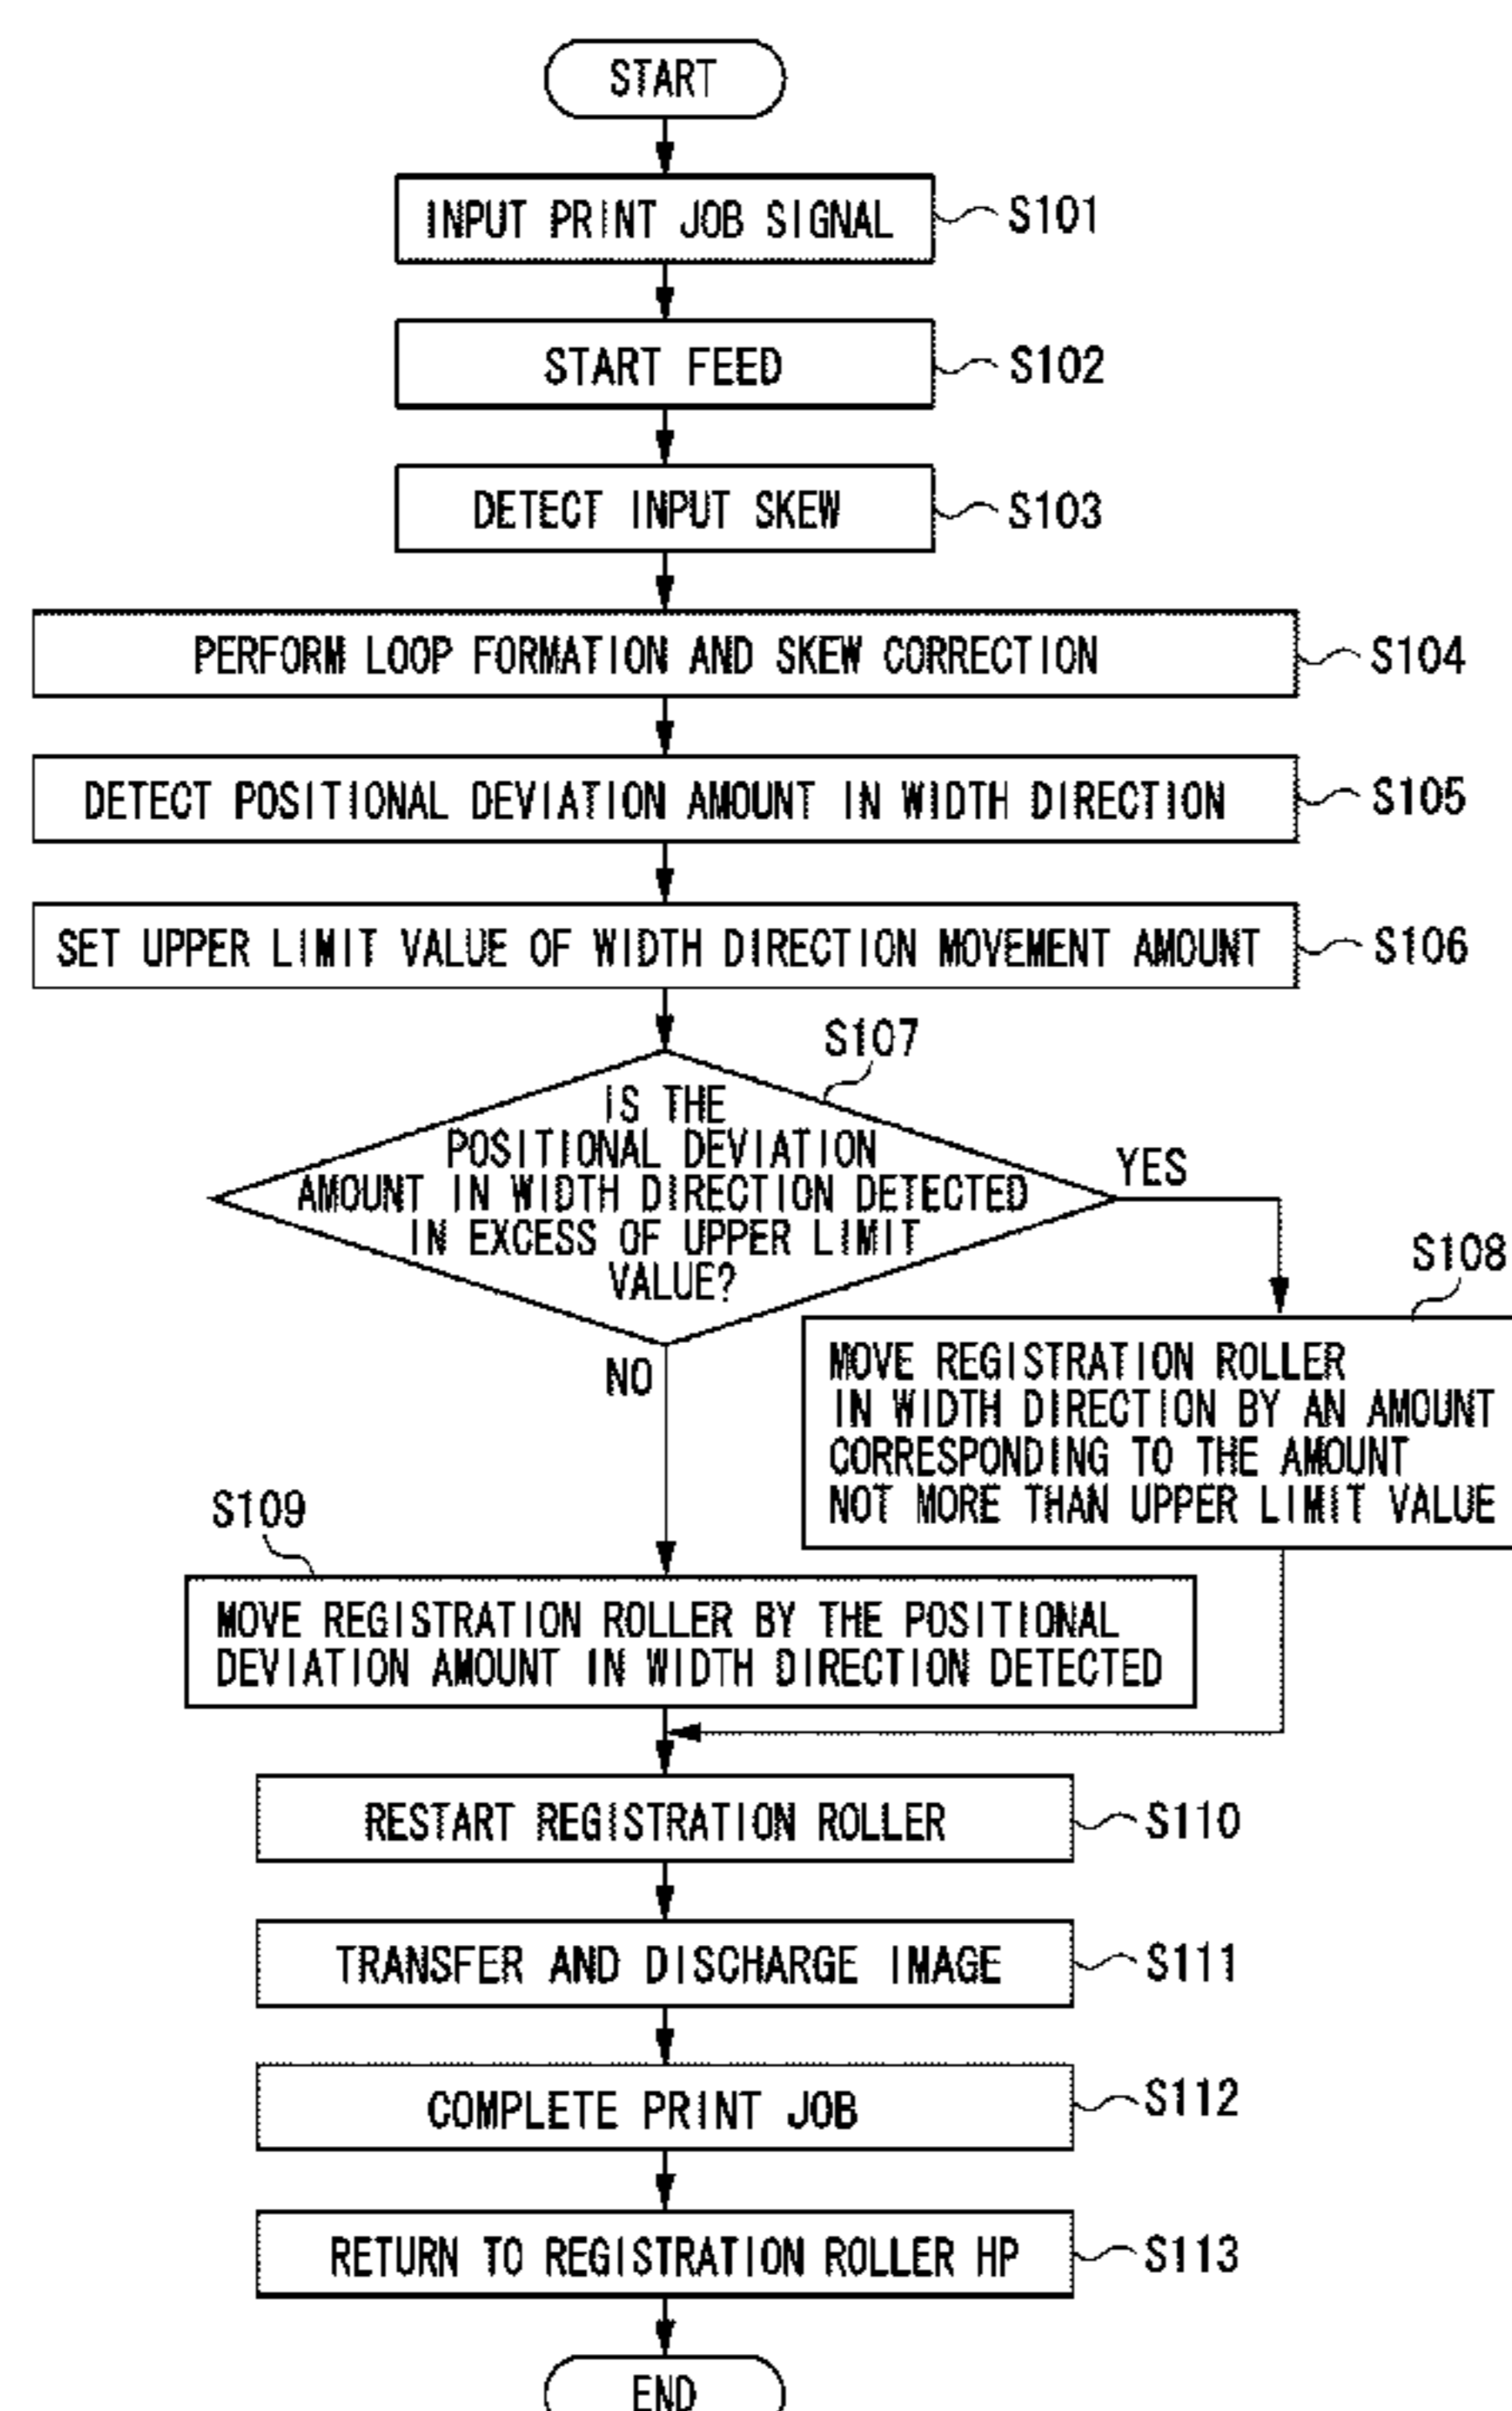 START
INPUT PRINT JOB SIGNAL
S101
START FEED
S102
DETECT INPUT SKEW
S103
PERFORM LOOP FORMATION AND SKEW CORRECTION
S104
DETECT POSITIONAL DEVIATION AMOUNT IN WIDTH DIRECTION
S105
SET UPPER LIMIT VALUE OF WIDTH DIRECTION MOVEMENT AMOUNT
S106
S107
IS THE
POSITIONAL DEVIATION
AMOUNT IN WIDTH DIRECTION DETECTED
IN EXCESS OF UPPER LIMIT
VALUE?
YES
NO
S108
MOVE REGISTRATION ROLLER
IN WIDTH DIRECTION BY AN AMOUNT
CORRESPONDING TO THE AMOUNT
NOT MORE THAN UPPER LIMIT VALUE
S109
MOVE REGISTRATION ROLLER BY THE POSITIONAL
DEVIATION AMOUNT IN WIDTH DIRECTION DETECTED
RESTART REGISTRATION ROLLER
S110
TRANSFER AND DISCHARGE IMAGE
S111
COMPLETE PRINT JOB
S112
RETURN TO REGISTRATION ROLLER HP
S113
END